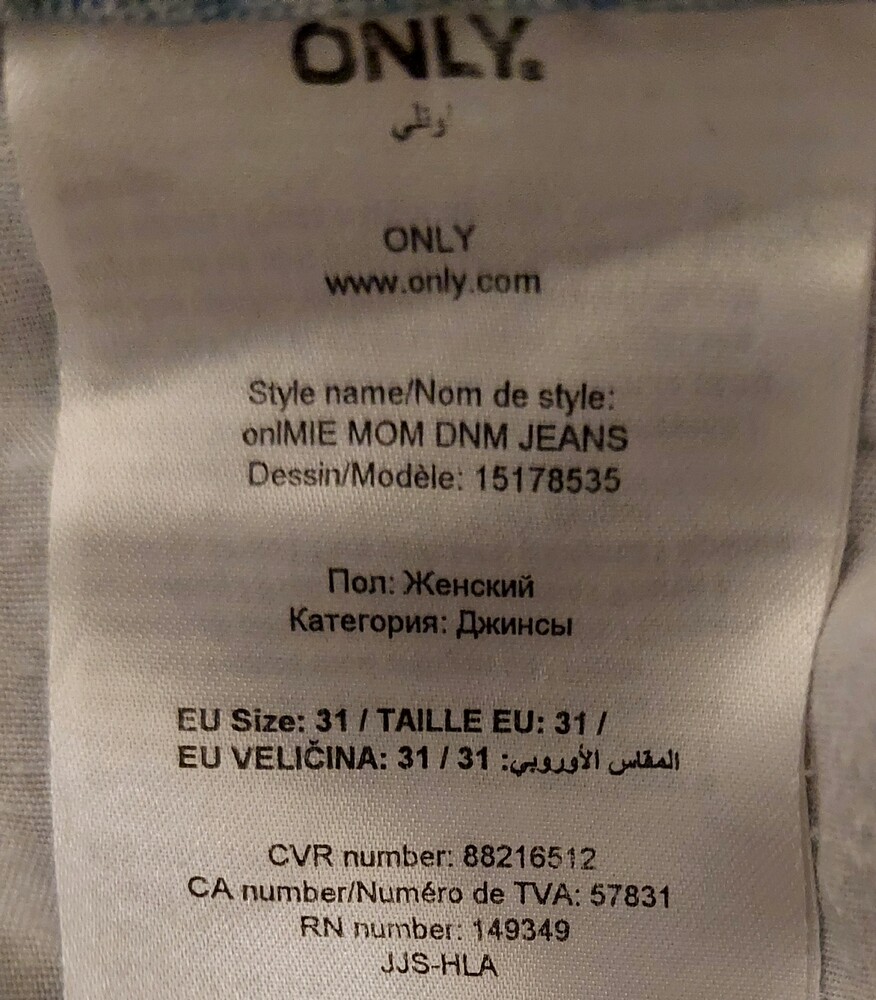 ONLY.
اونلي
ONLY
www.only.com
Style name/Nom de style:
onlMIE MOM DNM JEANS
Dessin/Modèle: 15178535
Пол: Женский
Категория: Джинсы
EU Size: 31 / TAILLE EU: 31 /
EU VELIČINA: 31 / 31 :المقاس الأوروبي
CVR number: 88216512
CA number/Numéro de TVA: 57831
RN number: 149349
JJS-HLA